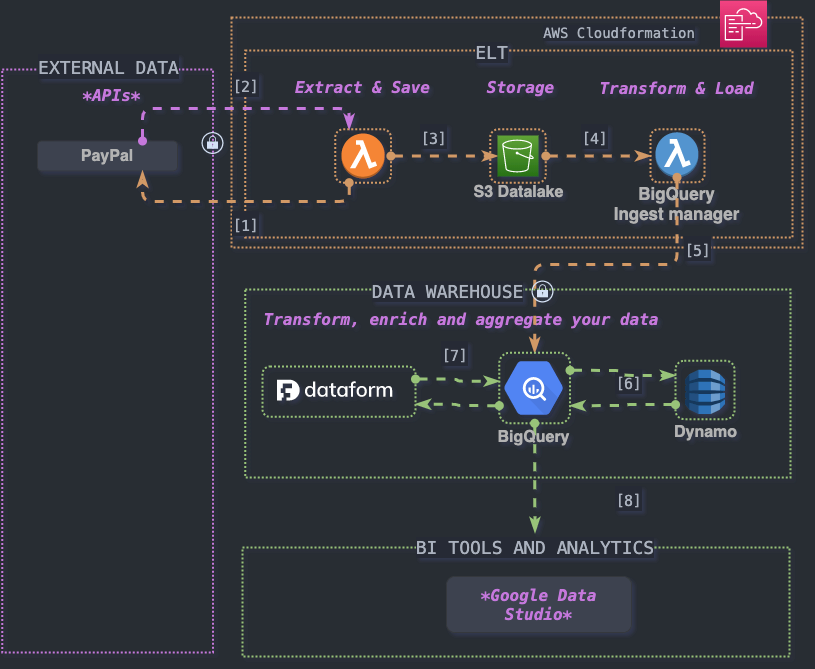 AWS Cloudformation
ELT
EXTERNAL DATA
*APIs*
[2]
Extract & Save
Storage
Transform & Load
PayPal
[3]
[4]
S3 Datalake
BigQuery
Ingest manager
[1]
[5]
DATA WAREHOUSE
Transform, enrich and aggregate your data
[7]
dataform
[6]
BigQuery
Dynamo
[8]
BI TOOLS AND ANALYTICS
*Google Data
Studio*